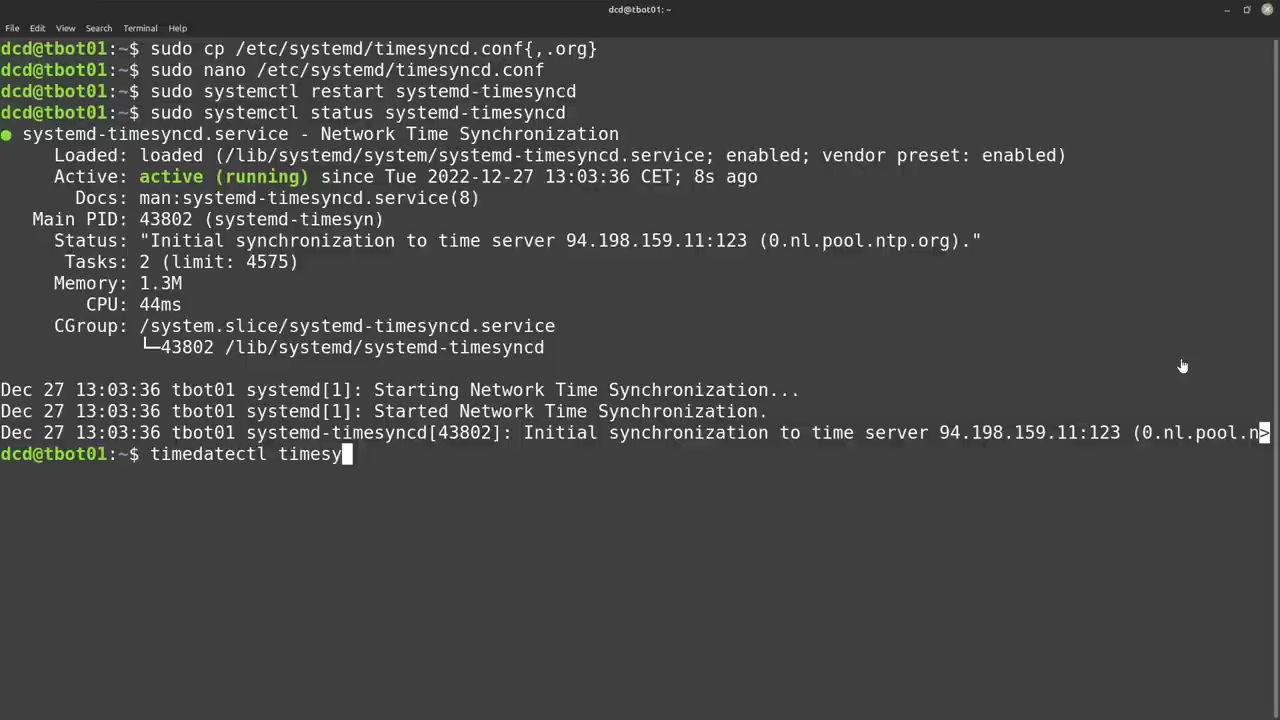 dcd@tbot01: ~
File Edit View Search Terminal Help
dcd@tbot01:~$ sudo cp /etc/systemd/timesyncd.conf{,.org}
dcd@tbot01:~$ sudo nano /etc/systemd/timesyncd.conf
dcd@tbot01:~$ sudo systemctl restart systemd-timesyncd
dcd@tbot01:~$ sudo systemctl status systemd-timesyncd
● systemd-timesyncd.service - Network Time Synchronization
     Loaded: loaded (/lib/systemd/system/systemd-timesyncd.service; enabled; vendor preset: enabled)
     Active: active (running) since Tue 2022-12-27 13:03:36 CET; 8s ago
       Docs: man:systemd-timesyncd.service(8)
   Main PID: 43802 (systemd-timesyn)
     Status: "Initial synchronization to time server 94.198.159.11:123 (0.nl.pool.ntp.org)."
      Tasks: 2 (limit: 4575)
     Memory: 1.3M
        CPU: 44ms
     CGroup: /system.slice/systemd-timesyncd.service
             └─43802 /lib/systemd/systemd-timesyncd
Dec 27 13:03:36 tbot01 systemd[1]: Starting Network Time Synchronization...
Dec 27 13:03:36 tbot01 systemd[1]: Started Network Time Synchronization.
Dec 27 13:03:36 tbot01 systemd-timesyncd[43802]: Initial synchronization to time server 94.198.159.11:123 (0.nl.pool.n>
dcd@tbot01:~$ timedatectl timesy